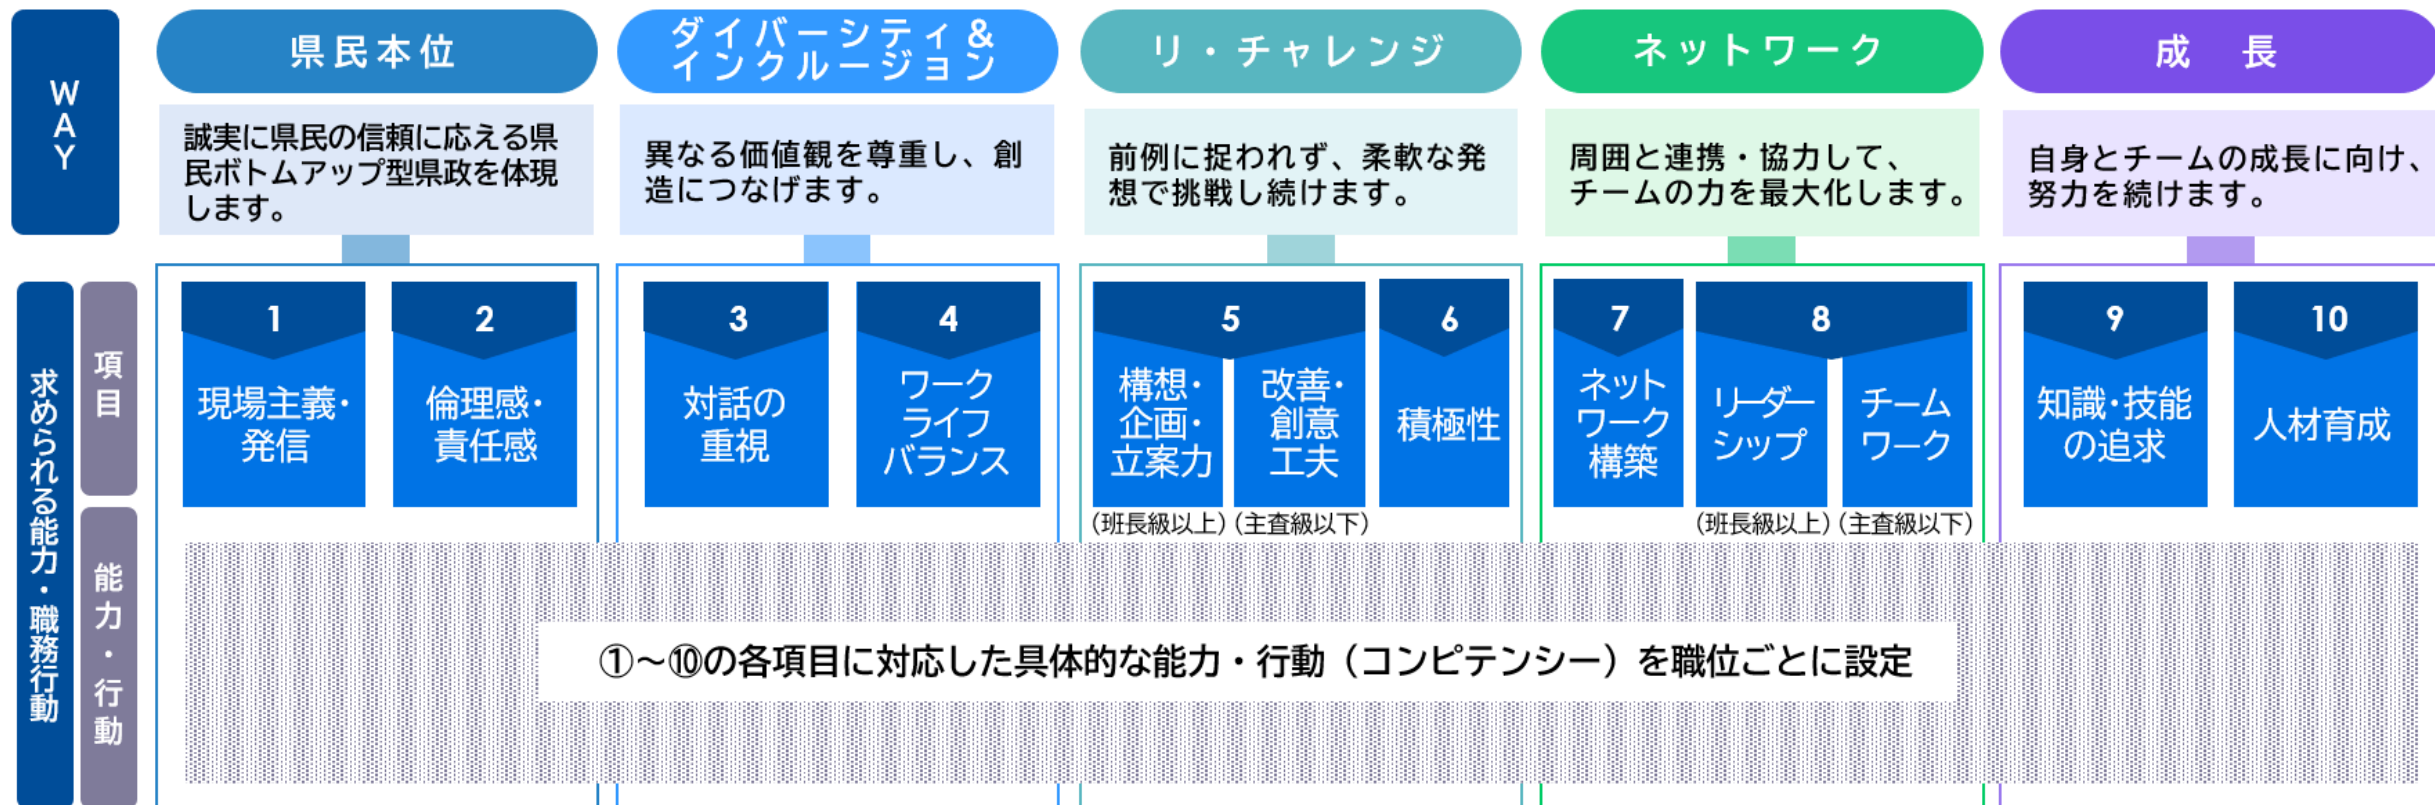 WAY
県民本位
誠実に県民の信頼に応える県
民ボトムアップ型県政を体現
します。
ダイバーシティ&
インクルージョン
異なる価値観を尊重し、創
造につなげます。
リ・チャレンジ
前例に捉われず、柔軟な発
想で挑戦し続けます。
ネットワーク
周囲と連携・協力して、
チームの力を最大化します。
成 長
自身とチームの成長に向け、
努力を続けます。
求められる能力・職務行動
項目
1
現場主義・
発信
2
倫理感・
責任感
3
対話の
重視
4
ワーク
ライフ
バランス
5
構想・
企画・
立案力
(班長級以上)
改善・
創意
工夫
(主査級以下)
6
積極性
7
ネット
ワーク
構築
8
リーダー
シップ
(班長級以上)
チーム
ワーク
(主査級以下)
9
知識・技能
の追求
10
人材育成
能力・行動
①~⑩の各項目に対応した具体的な能力・行動(コンピテンシー)を職位ごとに設定